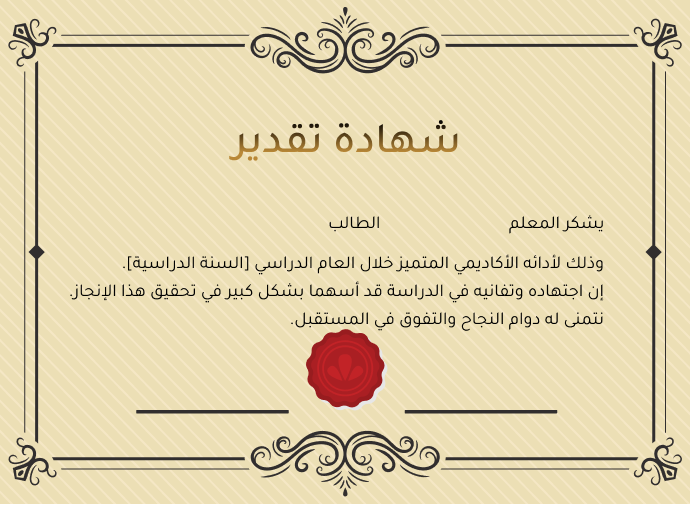 شهادة تقدير
يشكر المعلم الطالب
وذلك لأدائه الأكاديمي المتميز خلال العام الدراسي [السنة الدراسية].
إن اجتهاده وتفانيه في الدراسة قد أسهما بشكل كبير في تحقيق هذا الإنجاز.
نتمنى له دوام النجاح والتفوق في المستقبل.